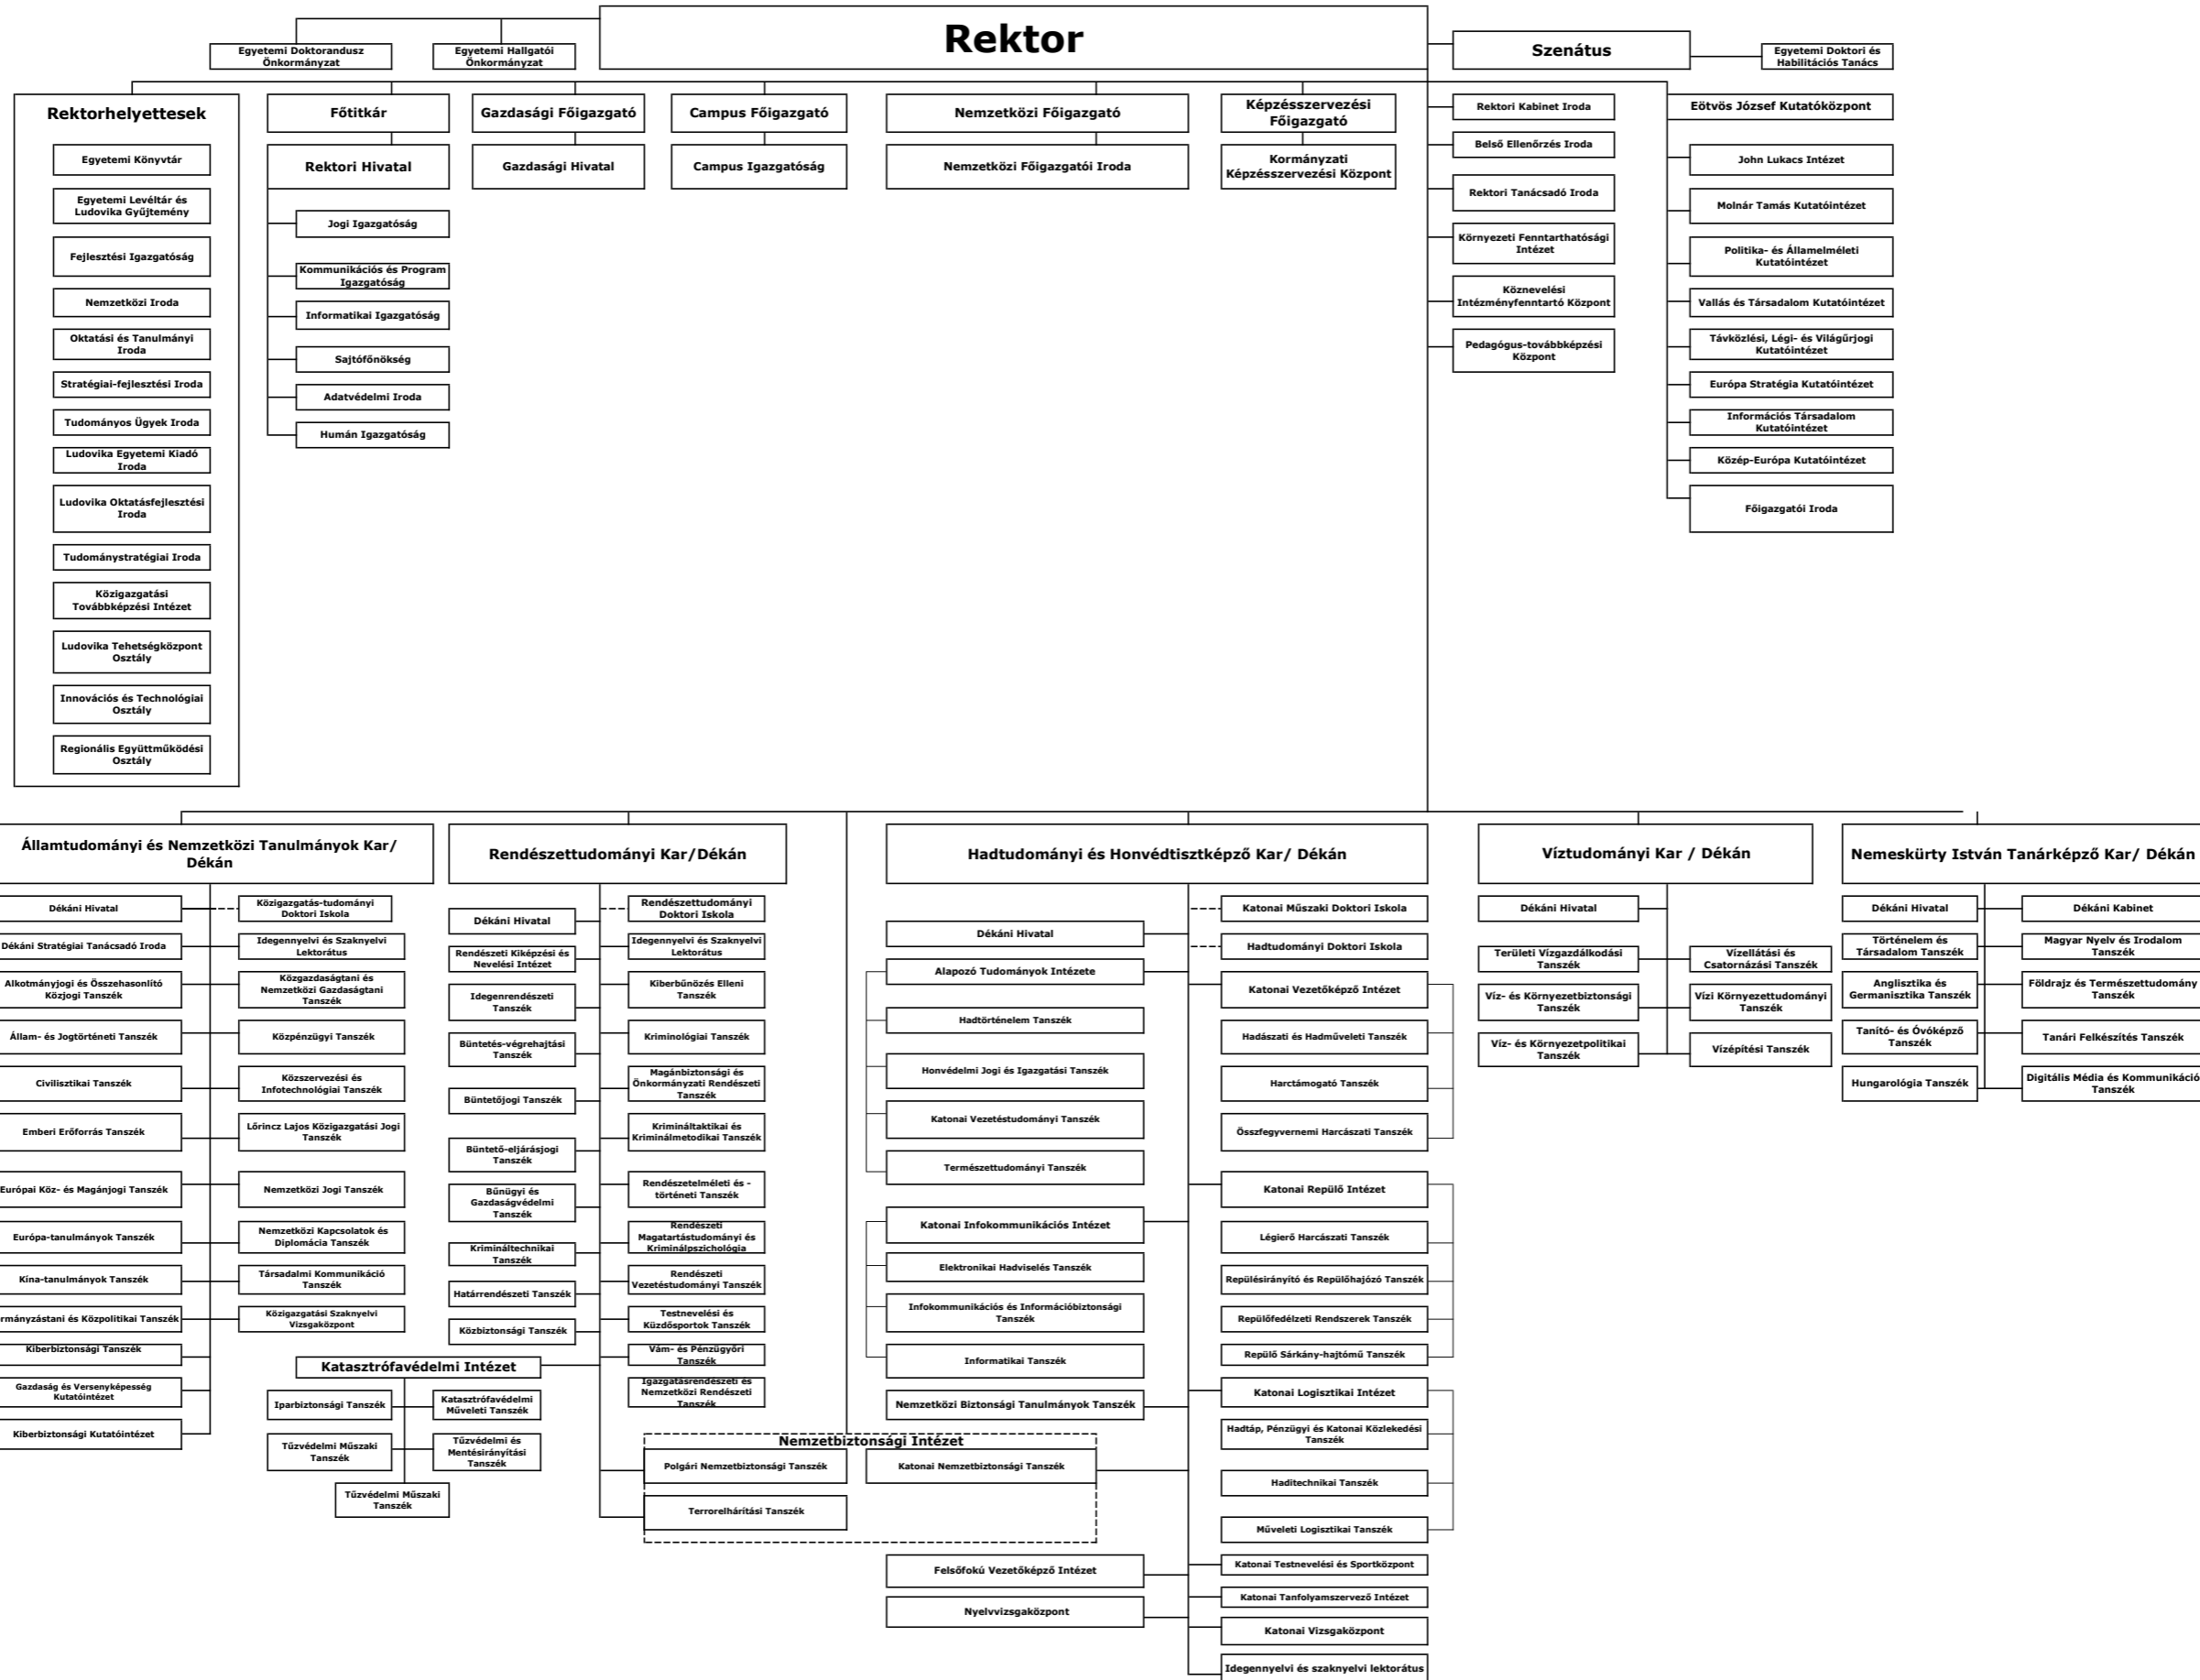 Rektor
Egyetemi Doktorandusz
Önkormányzat
Egyetemi Hallgatói
Önkormányzat
Szenátus
Egyetemi Doktori és
Habilitációs Tanács
Rektorhelyettesek
Egyetemi Könyvtár
Egyetemi Levéltár és
Ludovika Gyűjtemény
Fejlesztési Igazgatóság
Nemzetközi Iroda
Oktatási és Tanulmányi
Iroda
Stratégiai-fejlesztési Iroda
Tudományos Ügyek Iroda
Ludovika Egyetemi Kiadó
Iroda
Ludovika Oktatásfejlesztési
Iroda
Tudománystratégiai Iroda
Közigazgatási
Továbbképzési Intézet
Ludovika Tehetségközpont
Osztály
Innovációs és Technológiai
Osztály
Regionális Együttműködési
Osztály
Főtitkár
Rektori Hivatal
Jogi Igazgatóság
Kommunikációs és Program
Igazgatóság
Informatikai Igazgatóság
Sajtófőnökség
Adatvédelmi Iroda
Humán Igazgatóság
Gazdasági Főigazgató
Gazdasági Hivatal
Campus Főigazgató
Campus Igazgatóság
Nemzetközi Főigazgató
Nemzetközi Főigazgatói Iroda
Képzésszervezési
Főigazgató
Kormányzati
Képzésszervezési Központ
Rektori Kabinet Iroda
Belső Ellenőrzés Iroda
Rektori Tanácsadó Iroda
Környezeti Fenntarthatósági
Intézet
Köznevelési
Intézményfenntartó Központ
Pedagógus-továbbképzési
Központ
Eötvös József Kutatóközpont
John Lukacs Intézet
Molnár Tamás Kutatóintézet
Politika- és Államelméleti
Kutatóintézet
Vallás és Társadalom Kutatóintézet
Távközlési, Légi- és Világűrjogi
Kutatóintézet
Európa Stratégia Kutatóintézet
Információs Társadalom
Kutatóintézet
Közép-Európa Kutatóintézet
Főigazgatói Iroda
Államtudományi és Nemzetközi Tanulmányok Kar/
Dékán
Dékáni Hivatal
Dékáni Stratégiai Tanácsadó Iroda
Alkotmányjogi és Összehasonlító
Közjogi Tanszék
Állam- és Jogtörténeti Tanszék
Civilisztikai Tanszék
Emberi Erőforrás Tanszék
Európai Köz- és Magánjogi Tanszék
Európa-tanulmányok Tanszék
Kína-tanulmányok Tanszék
rmányzástani és Közpolitikai Tanszék
Kiberbiztonsági Tanszék
Gazdaság és Versenyképesség
Kutatóintézet
Kiberbiztonsági Kutatóintézet
Közigazgatás-tudományi
Doktori Iskola
Idegennyelvi és Szaknyelvi
Lektorátus
Közgazdaságtani és
Nemzetközi Gazdaságtani
Tanszék
Közpénzügyi Tanszék
Közszervezési és
Infotechnológiai Tanszék
Lőrincz Lajos Közigazgatási Jogi
Tanszék
Nemzetközi Jogi Tanszék
Nemzetközi Kapcsolatok és
Diplomácia Tanszék
Társadalmi Kommunikáció
Tanszék
Közigazgatási Szaknyelvi
Vizsgaközpont
Rendészettudományi Kar/Dékán
Dékáni Hivatal
Rendészeti Kiképzési és
Nevelési Intézet
Idegenrendészeti
Tanszék
Büntetés-végrehajtási
Tanszék
Büntetőjogi Tanszék
Büntető-eljárásjogi
Tanszék
Bűnügyi és
Gazdaságvédelmi
Tanszék
Krimináltechnikai
Tanszék
Határrendészeti Tanszék
Közbiztonsági Tanszék
Rendészettudományi
Doktori Iskola
Idegennyelvi és Szaknyelvi
Lektorátus
Kiberbűnözés Elleni
Tanszék
Kriminológiai Tanszék
Magánbiztonsági és
Önkormányzati Rendészeti
Tanszék
Krimináltaktikai és
Kriminálmetodikai Tanszék
Rendészetelméleti és -
történeti Tanszék
Rendészeti
Magatartástudományi és
Kriminálpszichológia
Rendészeti
Vezetéstudományi Tanszék
Testnevelési és
Küzdősportok Tanszék
Vám- és Pénzügyőri
Tanszék
Igazgatásrendészeti és
Nemzetközi Rendészeti
Tanszék
Katasztrófavédelmi Intézet
Iparbiztonsági Tanszék
Katasztrófavédelmi
Műveleti Tanszék
Tűzvédelmi Műszaki
Tanszék
Tűzvédelmi és
Mentésirányítási
Tanszék
Tűzvédelmi Műszaki
Tanszék
Nemzetbiztonsági Intézet
Polgári Nemzetbiztonsági Tanszék
Katonai Nemzetbiztonsági Tanszék
Terrorelhárítási Tanszék
Hadtudományi és Honvédtisztképző Kar/ Dékán
Dékáni Hivatal
Alapozó Tudományok Intézete
Hadtörténelem Tanszék
Honvédelmi Jogi és Igazgatási Tanszék
Katonai Vezetéstudományi Tanszék
Természettudományi Tanszék
Katonai Infokommunikációs Intézet
Elektronikai Hadviselés Tanszék
Infokommunikációs és Információbiztonsági
Tanszék
Informatikai Tanszék
Nemzetközi Biztonsági Tanulmányok Tanszék
Felsőfokú Vezetőképző Intézet
Nyelvvizsgaközpont
Katonai Műszaki Doktori Iskola
Hadtudományi Doktori Iskola
Katonai Vezetőképző Intézet
Hadászati és Hadműveleti Tanszék
Harctámogató Tanszék
Összfegyvernemi Harcászati Tanszék
Katonai Repülő Intézet
Légierő Harcászati Tanszék
Repülésirányító és Repülőhajózó Tanszék
Repülőfedélzeti Rendszerek Tanszék
Repülő Sárkány-hajtómű Tanszék
Katonai Logisztikai Intézet
Hadtáp, Pénzügyi és Katonai Közlekedési
Tanszék
Haditechnikai Tanszék
Műveleti Logisztikai Tanszék
Katonai Testnevelési és Sportközpont
Katonai Tanfolyamszervező Intézet
Katonai Vizsgaközpont
Idegennyelvi és szaknyelvi lektorátus
Víztudományi Kar / Dékán
Dékáni Hivatal
Területi Vízgazdálkodási
Tanszék
Víz- és Környezetbiztonsági
Tanszék
Víz- és Környezetpolitikai
Tanszék
Vízellátási és
Csatornázási Tanszék
Vízi Környezettudományi
Tanszék
Vízépítési Tanszék
Nemeskürty István Tanárképző Kar/ Dékán
Dékáni Hivatal
Történelem és
Társadalom Tanszék
Anglisztika és
Germanisztika Tanszék
Tanító- és Óvóképző
Tanszék
Hungarológia Tanszék
Dékáni Kabinet
Magyar Nyelv és Irodalom
Tanszék
Földrajz és Természettudomány
Tanszék
Tanári Felkészítés Tanszék
Digitális Média és Kommunikáció
Tanszék